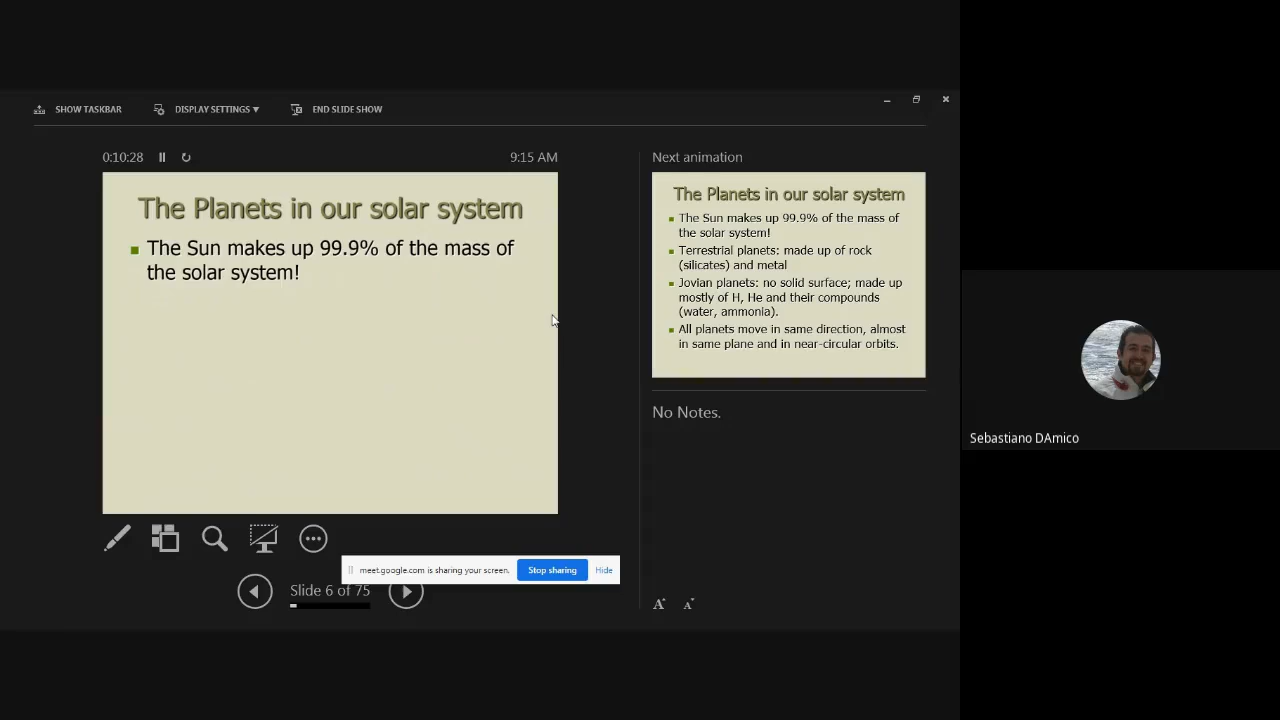 SHOW TASKBAR
DISPLAY SETTINGS ▾
END SLIDE SHOW
0:10:28
9:15 AM
The Planets in our solar system
The Sun makes up 99.9% of the mass of
the solar system!
Next animation
The Planets in our solar system
The Sun makes up 99.9% of the mass of
the solar system!
Terrestrial planets: made up of rock
(silicates) and metal
Jovian planets: no solid surface; made up
mostly of H, He and their compounds
(water, ammonia).
All planets move in same direction, almost
in same plane and in near-circular orbits.
No Notes.
meet.google.com is sharing your screen.
Stop sharing
Hide
Slide 6 of 75
A A
Sebastiano DAmico